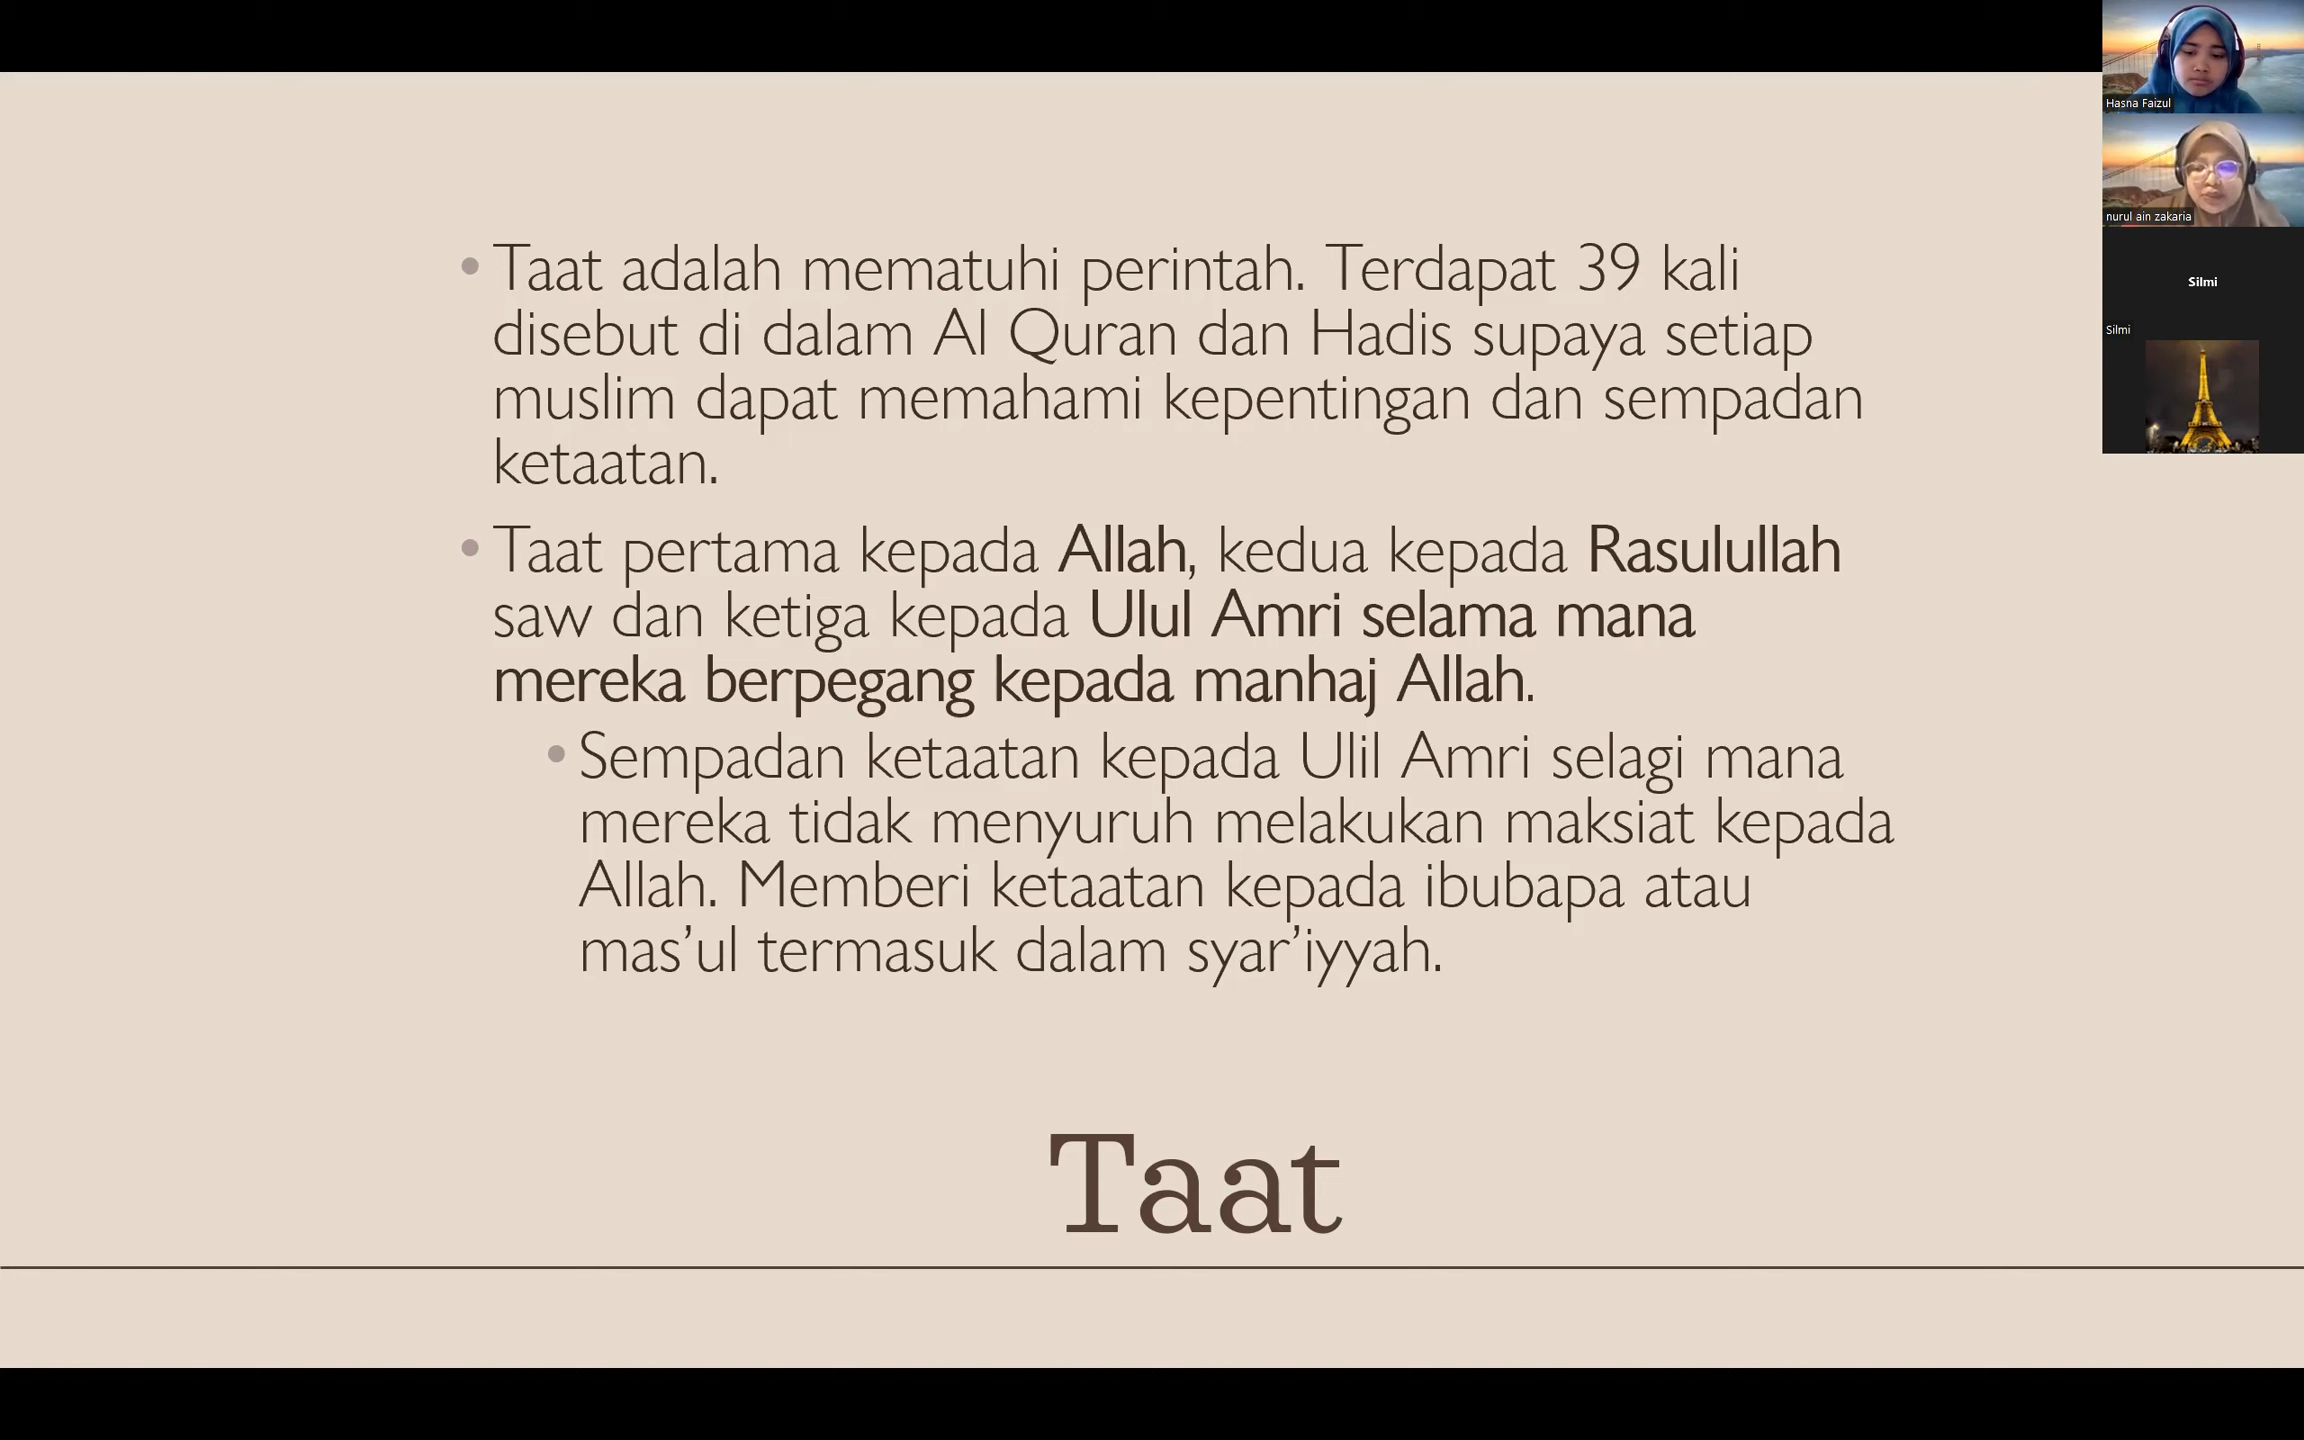 • Taat adalah mematuhi perintah. Terdapat 39 kali
disebut di dalam Al Quran dan Hadis supaya setiap
muslim dapat memahami kepentingan dan sempadan
ketaatan.
• Taat pertama kepada Allah, kedua kepada Rasulullah
saw dan ketiga kepada Ulul Amri selama mana
mereka berpegang kepada manhaj Allah.
• Sempadan ketaatan kepada Ulil Amri selagi mana
mereka tidak menyuruh melakukan maksiat kepada
Allah. Memberi ketaatan kepada ibubapa atau
mas’ul termasuk dalam syar’iyyah.
Taat
Hasna Faizul
nurul ain zakaria
Silmi
Silmi